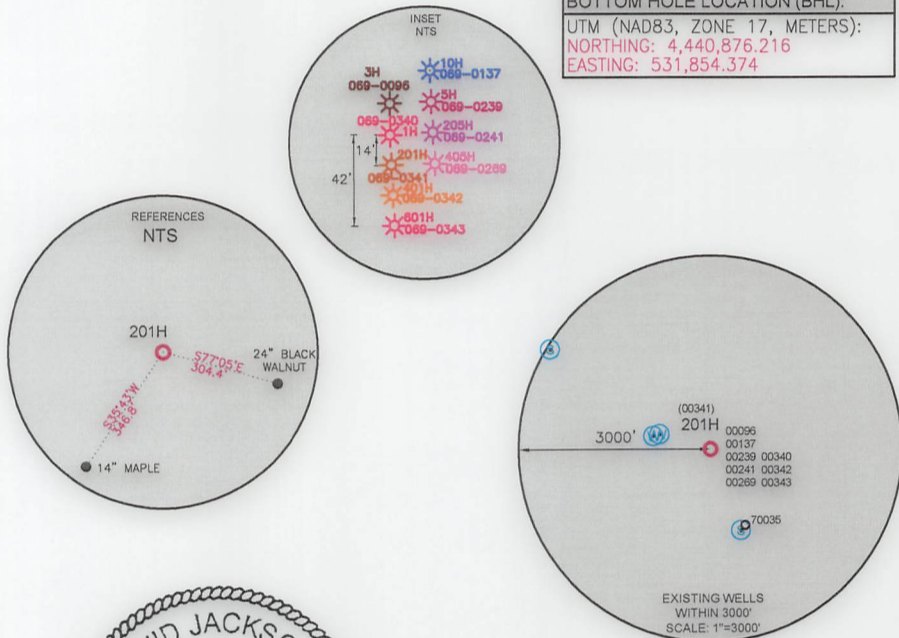 BOTTOM HOLE LOCATION (BHL):
UTM (NAD83, ZONE 17, METERS):
NORTHING: 4,440,876.216
EASTING: 531,854.374
INSET
NTS
3H
069-0096
10H
069-0137
5H
069-0239
069-0340
1H
205H
069-0241
14'
201H
069-0341
406H
069-0269
42'
401H
069-0342
601H
069-0343
REFERENCES
NTS
201H
S77°05'E
304.4'
24" BLACK
WALNUT
S35°43'W
346.8'
14" MAPLE
(00341)
201H
3000'
00096
00137
00239 00340
00241 00342
00269 00343
70035
EXISTING WELLS
WITHIN 3000'
SCALE: 1"=3000'
JACKS